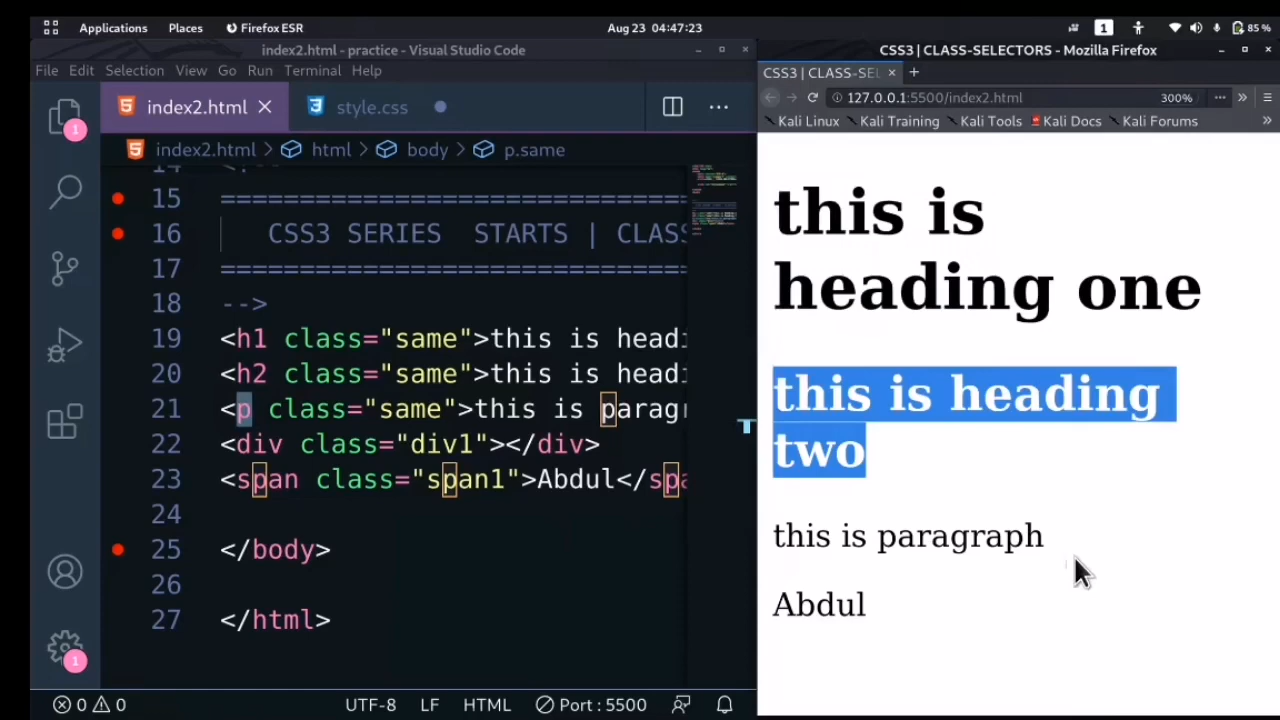 Applications Places Firefox ESR Aug 23 04:47:23 1 85 %
index2.html - practice - Visual Studio Code
File Edit Selection View Go Run Terminal Help
index2.html style.css
index2.html > html > body > p.same
15 ==============================
16 CSS3 SERIES STARTS | CLASS
17 ==============================
18 -->
19 <h1 class="same">this is headi
20 <h2 class="same">this is headi
21 <p class="same">this is paragr
22 <div class="div1"></div>
23 <span class="span1">Abdul</spa
24
25 </body>
26
27 </html>
1
1
0 0 UTF-8 LF HTML Port : 5500
CSS3 | CLASS-SELECTORS - Mozilla Firefox
CSS3 | CLASS-SEL
127.0.0.1:5500/index2.html 300%
Kali Linux Kali Training Kali Tools Kali Docs Kali Forums
this is
heading one
this is heading
two
this is paragraph
Abdul